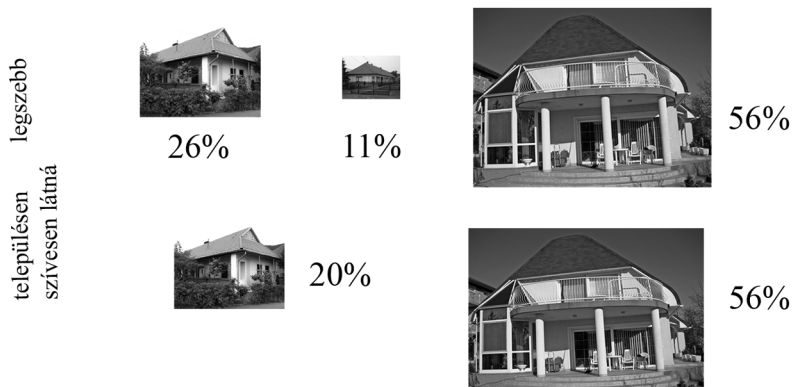 legszebb
26%
11%
56%
településen
szívesen látná
20%
56%